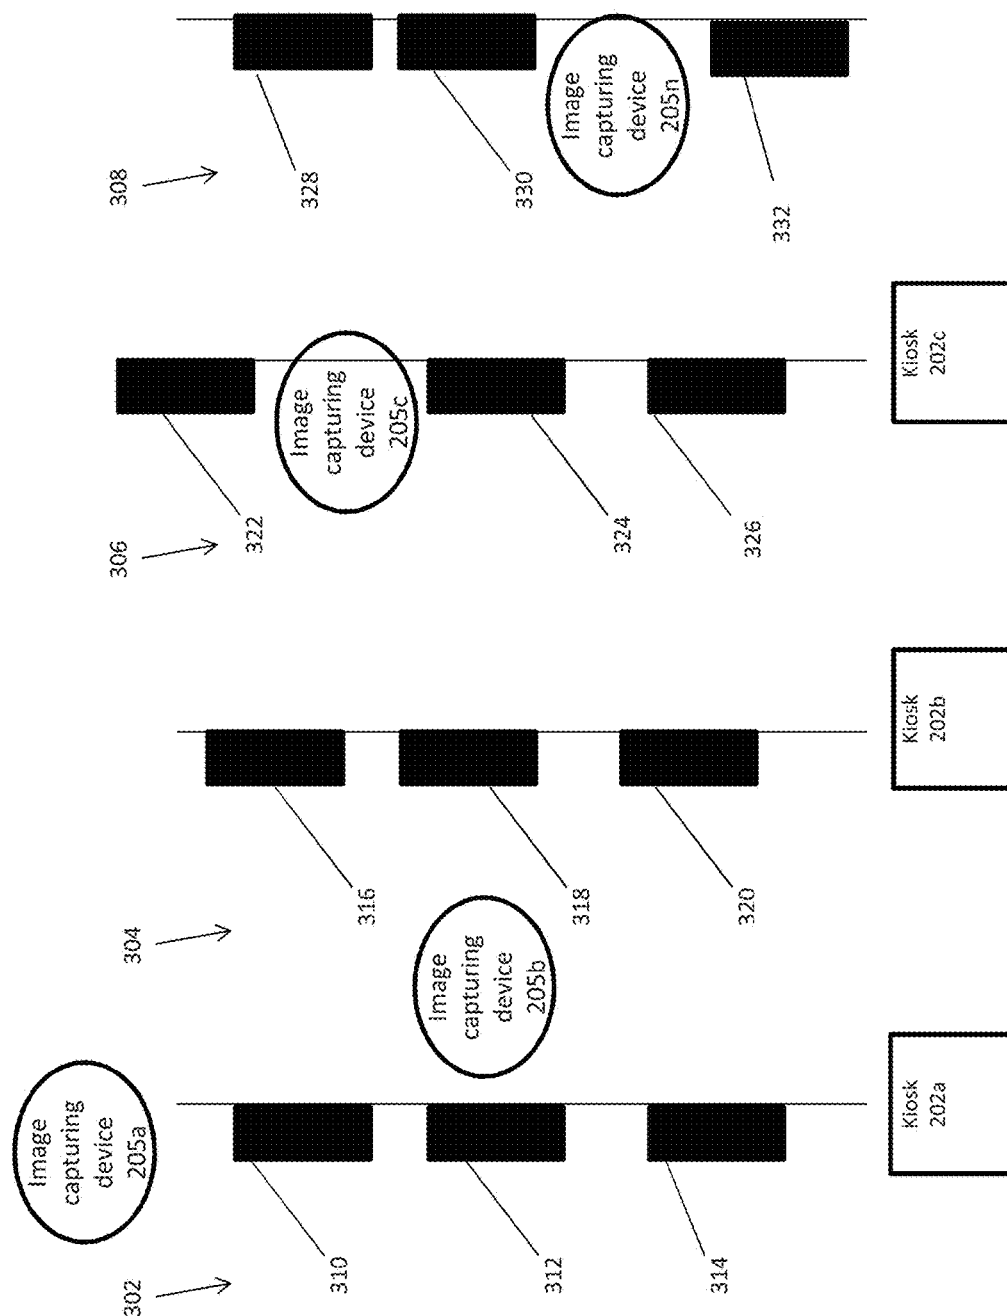 302
Image
capturing
device
205a
310
312
314
Kiosk
202a
304
Image
capturing
device
205b
316
318
320
Kiosk
202b
306
322
Image
capturing
device
205c
324
326
Kiosk
202c
308
328
330
Image
capturing
device
205n
332